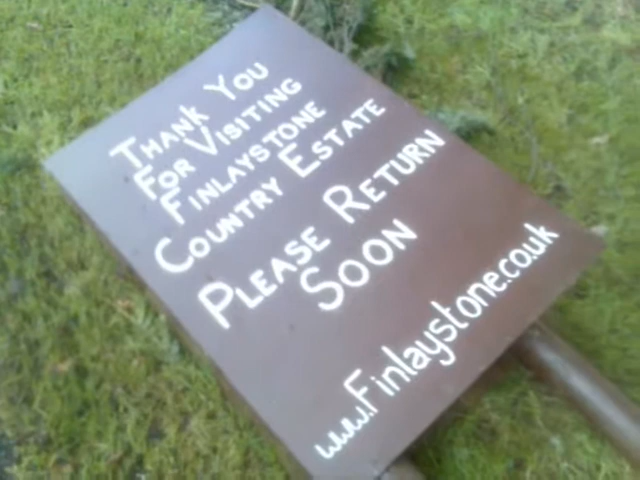 Thank You
For Visiting
Finlaystone
Country Estate
Please Return
Soon
www.Finlaystone.co.uk